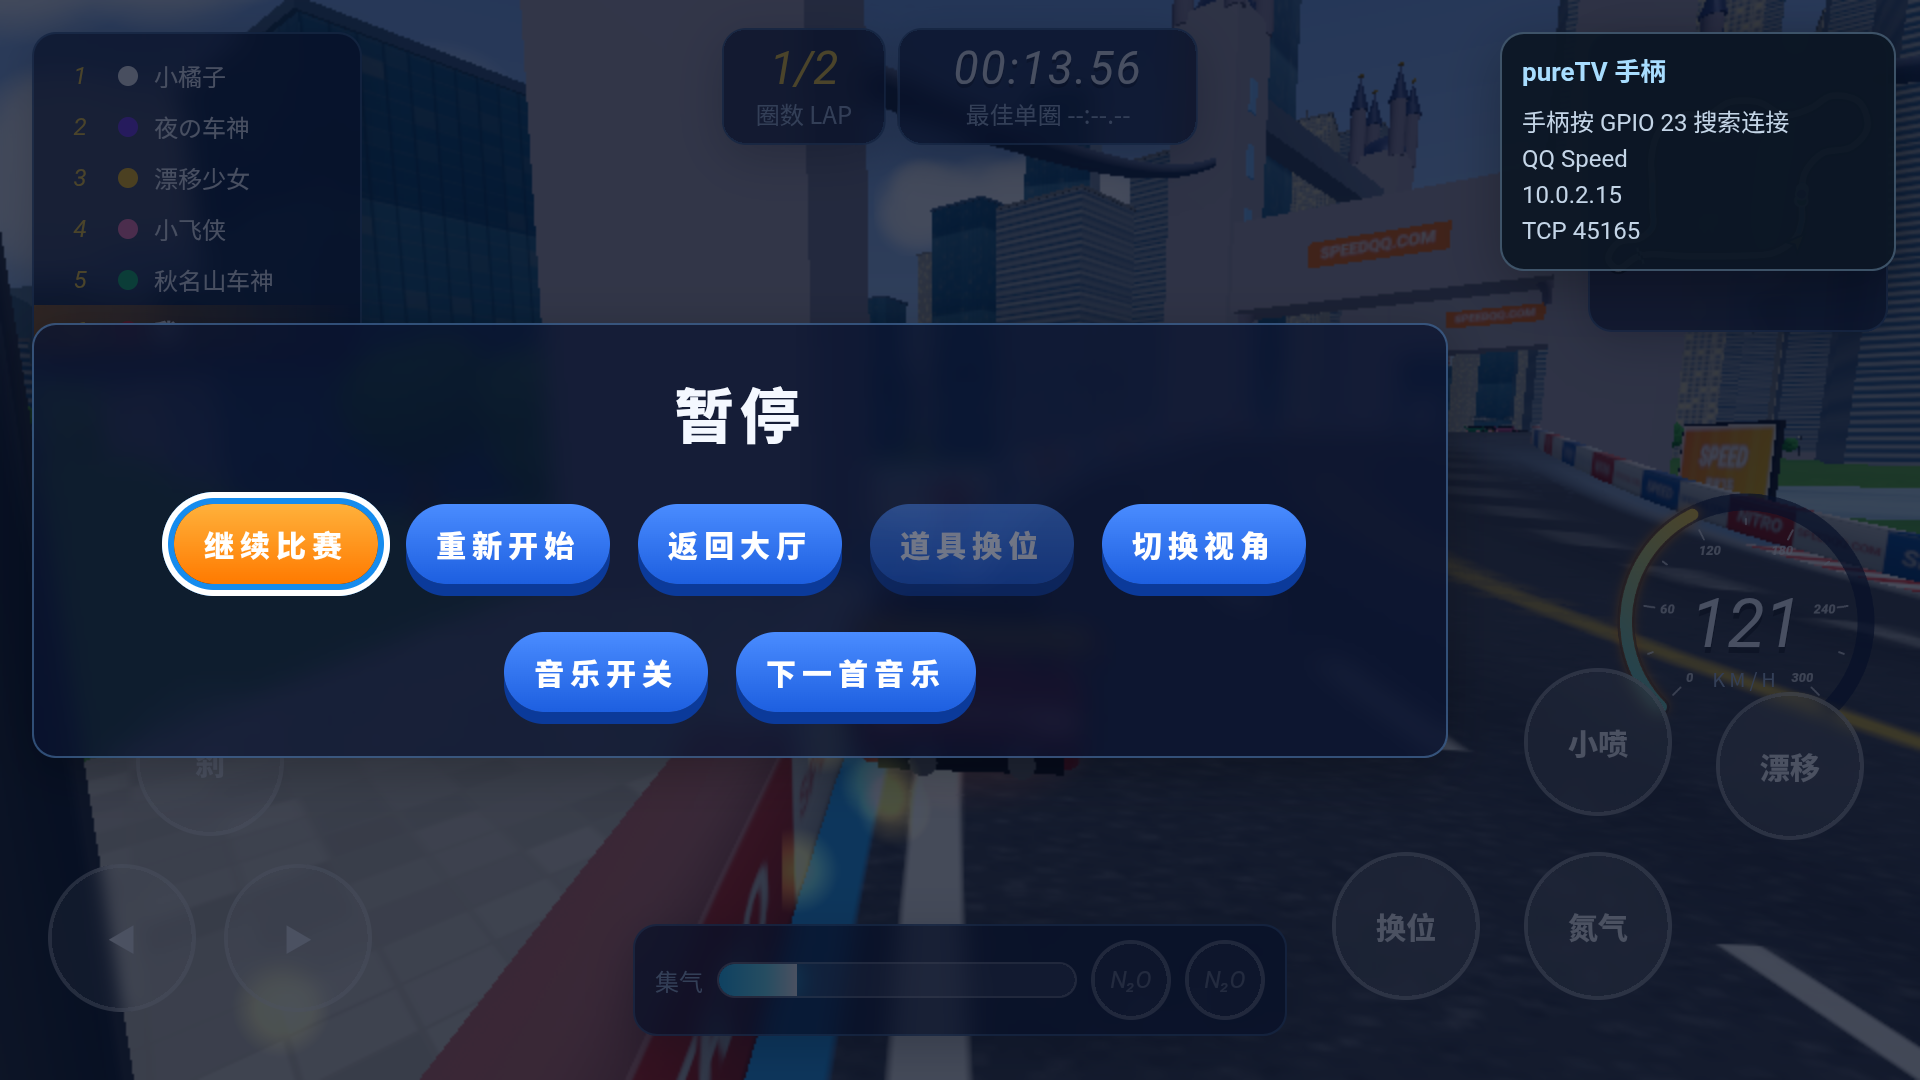 1 小橘子
2 夜の车神
3 漂移少女
4 小飞侠
5 秋名山车神
1/2
圈数 LAP
00:13.56
最佳单圈 --:--.--
pureTV 手柄
手柄按 GPIO 23 搜索连接
QQ Speed
10.0.2.15
TCP 45165
SPEEDQQ.COM
SPEEDQQ.COM
暂停
继续比赛
重新开始
返回大厅
道具换位
切换视角
音乐开关
下一首音乐
SPEED
NITRO
0
60
120
180
240
300
121
KM/H
刹
◀
▶
小喷
漂移
换位
氮气
集气
N₂O
N₂O